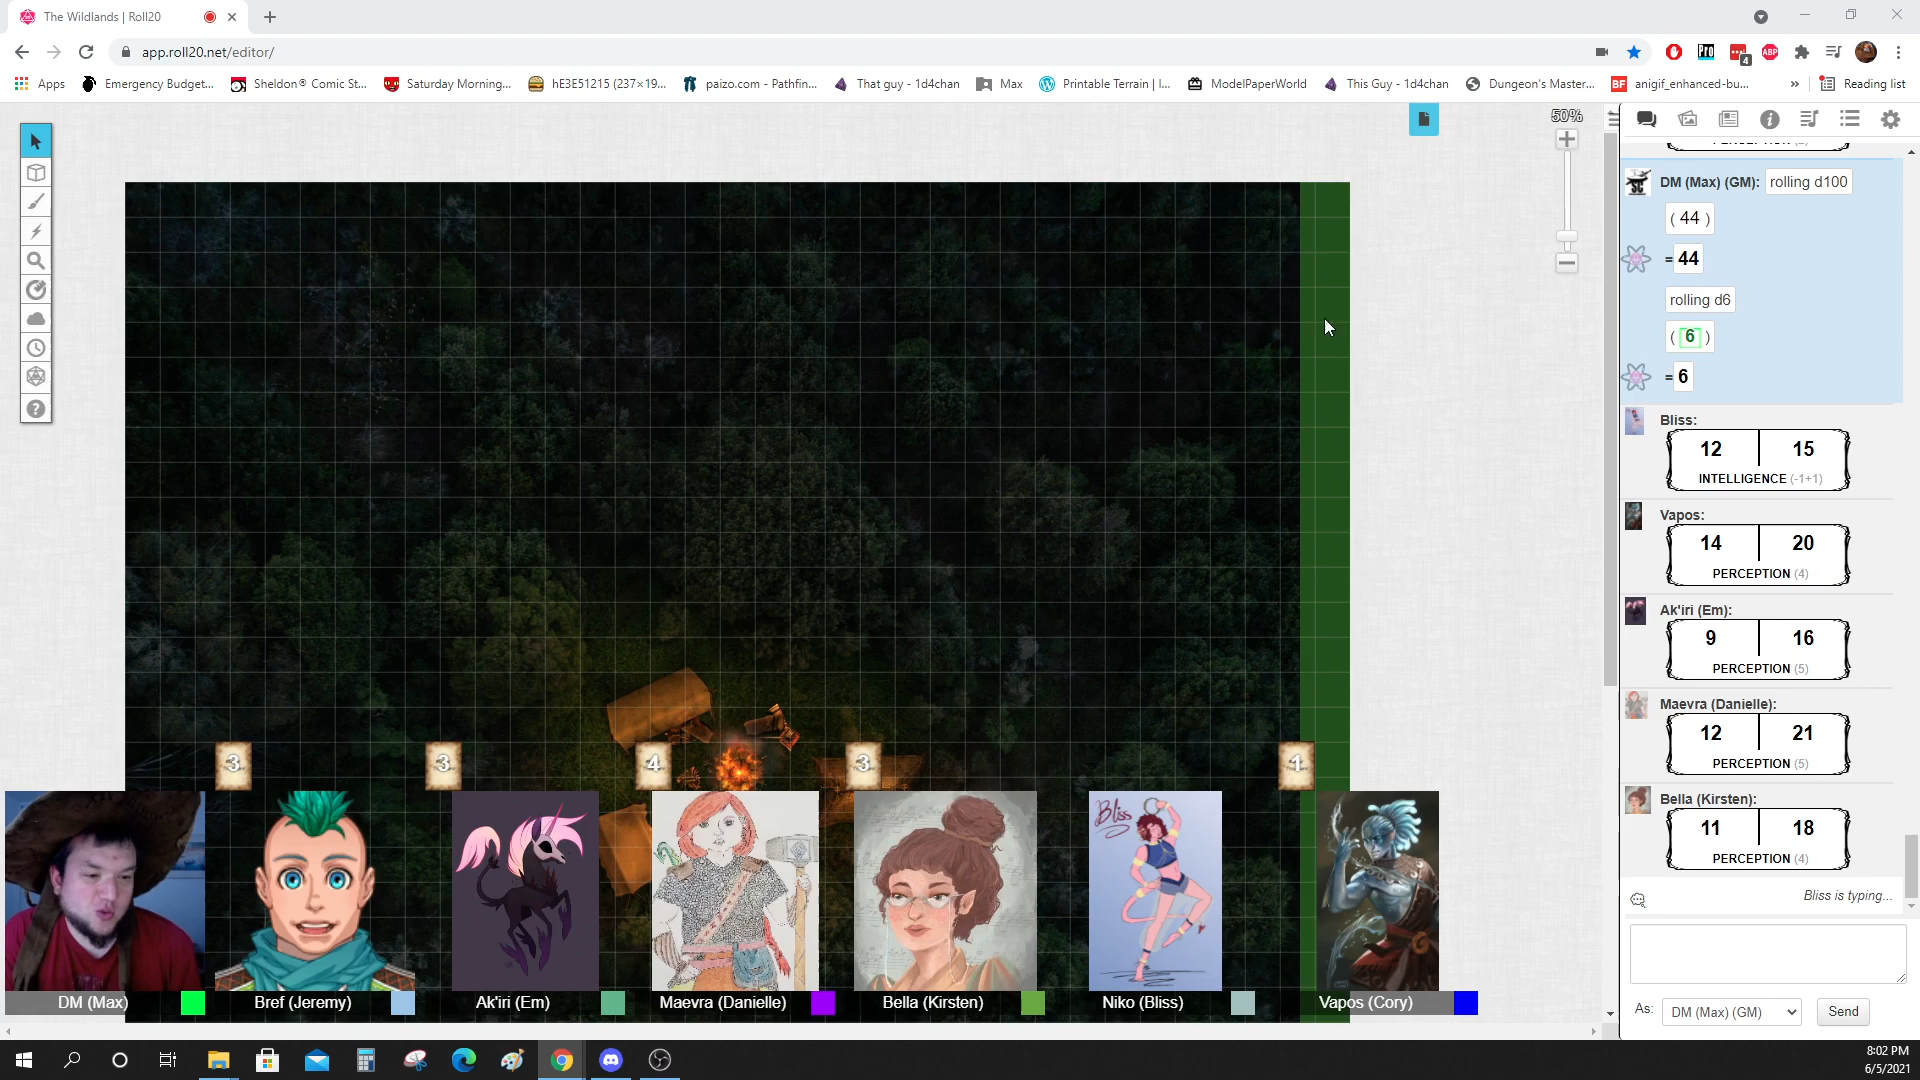 The Wildlands | Roll20
app.roll20.net/editor/
Apps
Emergency Budget...
Sheldon® Comic St...
Saturday Morning...
hE3E51215 (237×19...
paizo.com - Pathfin...
That guy - 1d4chan
Max
Printable Terrain | I...
ModelPaperWorld
This Guy - 1d4chan
Dungeon's Master...
BF
anigif_enhanced-bu...
»
Reading list
ABP
4
50%
DM (Max) (GM): rolling d100
( 44 )
= 44
rolling d6
( 6 )
= 6
Bliss:
12 15
INTELLIGENCE (-1+1)
Vapos:
14 20
PERCEPTION (4)
Ak'iri (Em):
9 16
PERCEPTION (5)
Maevra (Danielle):
12 21
PERCEPTION (5)
Bella (Kirsten):
11 18
PERCEPTION (4)
Bliss is typing...
As: DM (Max) (GM) Send
3 3 4 3 1
Bliss
DM (Max)
Bref (Jeremy)
Ak'iri (Em)
Maevra (Danielle)
Bella (Kirsten)
Niko (Bliss)
Vapos (Cory)
8:02 PM
6/5/2021